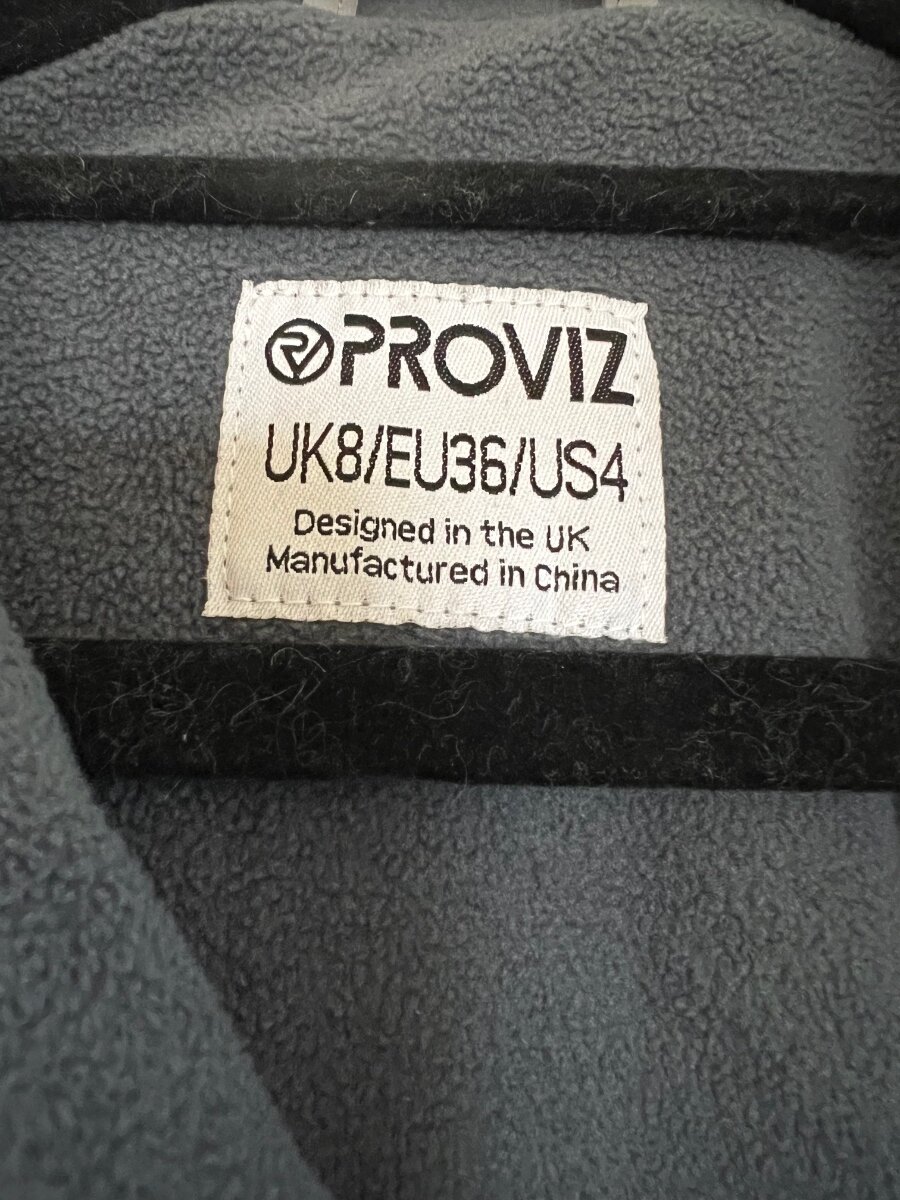 PROVIZ
UK8/EU36/US4
Designed in the UK
Manufactured in China